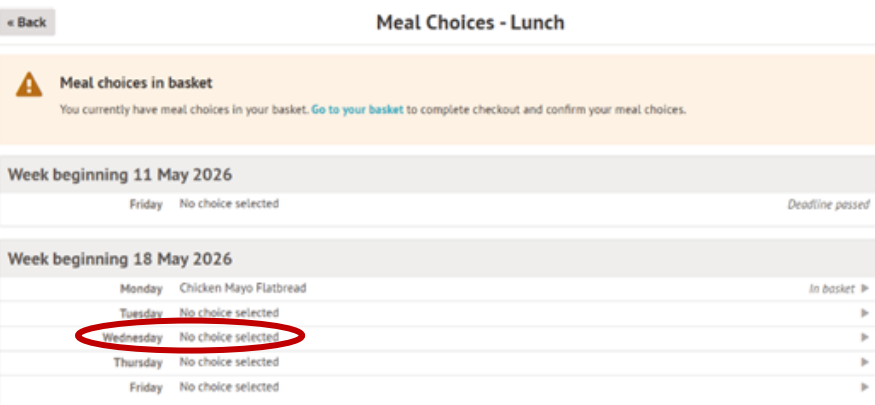 « Back
Meal Choices - Lunch
Meal choices in basket
You currently have meal choices in your basket. Go to your basket to complete checkout and confirm your meal choices.
Week beginning 11 May 2026
Friday No choice selected Deadline passed
Week beginning 18 May 2026
Monday Chicken Mayo Flatbread In basket
Tuesday No choice selected
Wednesday No choice selected
Thursday No choice selected
Friday No choice selected